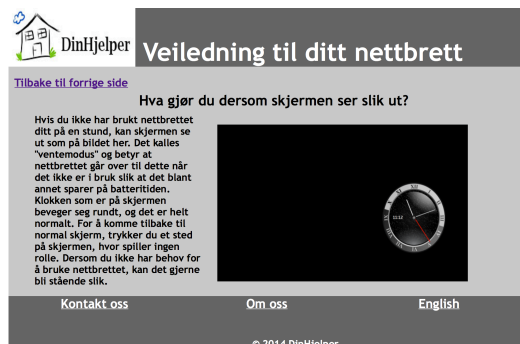 DinHjelper
Veiledning til ditt nettbrett
Tilbake til forrige side
Hva gjør du dersom skjermen ser slik ut?
Hvis du ikke har brukt nettbrettet
ditt på en stund, kan skjermen se
ut som på bildet her. Det kalles
"ventemodus" og betyr at
nettbrettet går over til dette når
det ikke er i bruk slik at det blant
annet sparer på batteritiden.
Klokken som er på skjermen
beveger seg rundt, og det er helt
normalt. For å komme tilbake til
normal skjerm, trykker du et sted
på skjermen, hvor spiller ingen
rolle. Dersom du ikke har behov for
å bruke nettbrettet, kan det gjerne
bli stående slik.
Kontakt oss
Om oss
English
© 2014 DinHjelper